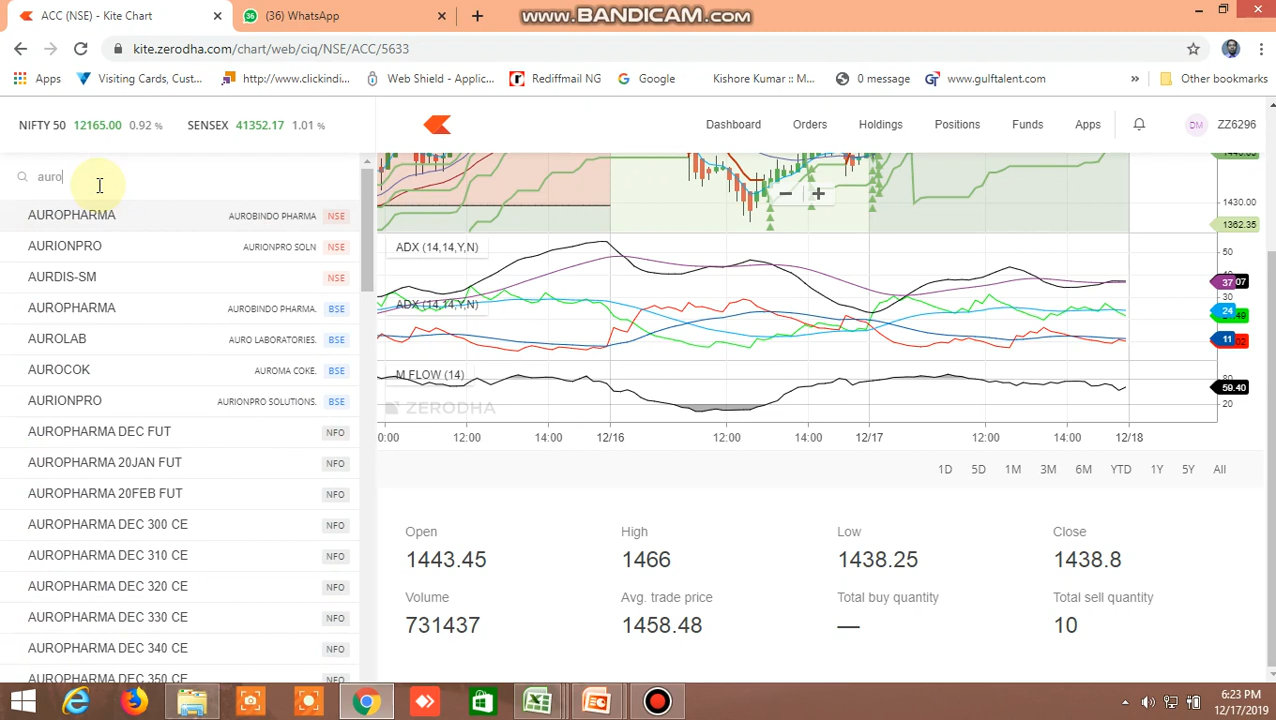 ACC (NSE) - Kite Chart
(36) WhatsApp
www.BANDICAM.com
kite.zerodha.com/chart/web/ciq/NSE/ACC/5633
Apps Visiting Cards, Cust... http://www.clickindi... Web Shield - Applic... Rediffmail NG Google Kishore Kumar :: M... 0 message www.gulftalent.com » Other bookmarks
NIFTY 50 12165.00 0.92 % SENSEX 41352.17 1.01 %
Dashboard Orders Holdings Positions Funds Apps DM ZZ6296
auro
AUROPHARMA AUROBINDO PHARMA NSE
AURIONPRO AURIONPRO SOLN NSE
AURDIS-SM NSE
AUROPHARMA AUROBINDO PHARMA. BSE
AUROLAB AURO LABORATORIES. BSE
AUROCOK AUROMA COKE. BSE
AURIONPRO AURIONPRO SOLUTIONS. BSE
AUROPHARMA DEC FUT NFO
AUROPHARMA 20JAN FUT NFO
AUROPHARMA 20FEB FUT NFO
AUROPHARMA DEC 300 CE NFO
AUROPHARMA DEC 310 CE NFO
AUROPHARMA DEC 320 CE NFO
AUROPHARMA DEC 330 CE NFO
AUROPHARMA DEC 340 CE NFO
AUROPHARMA DEC 350 CE NFO
1430.00
1362.35
ADX (14,14,Y,N)
50
37
30
ADX (14,14,Y,N)
24
11
M FLOW (14)
59.40
20
ZERODHA
12:00 14:00 12/16 12:00 14:00 12/17 12:00 14:00 12/18
1D 5D 1M 3M 6M YTD 1Y 5Y All
Open High Low Close
1443.45 1466 1438.25 1438.8
Volume Avg. trade price Total buy quantity Total sell quantity
731437 1458.48 — 10
6:23 PM
12/17/2019